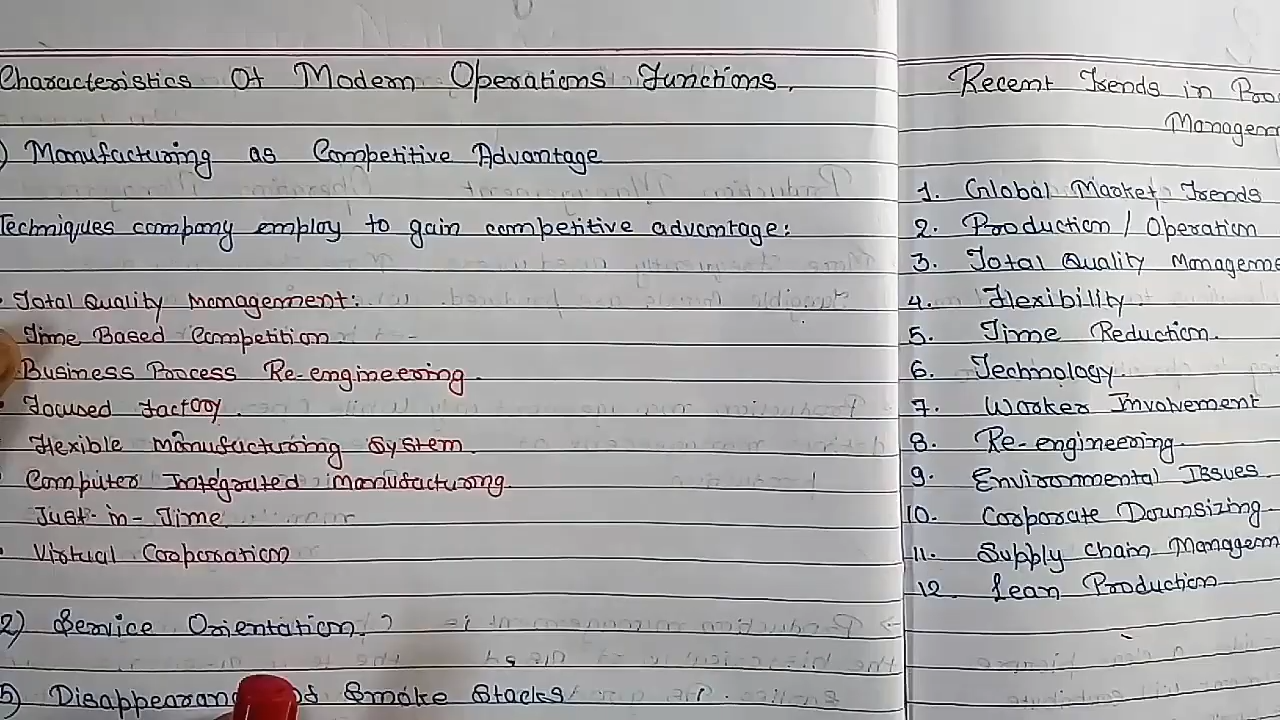 Characteristics Of Modern Operations Functions.
) Manufacturing as Competitive Advantage
Techniques company employ to gain competitive advantage:
· Total Quality management:
Time Based Competition
· Business Process Re-engineering.
· Focused Factory.
· Flexible manufacturing System.
Computer Integrated manufacturing.
Just-in-Time
· Virtual Corporation
2) Service Orientation.
5) Disappearan of Smoke Stacks
Recent Trends in Proc
Managem
1. Global Market Trends
2. Production / Operation
3. Total Quality Manageme
4. Flexibility.
5. Time Reduction.
6. Technology
7. Worker Involvement
8. Re-engineering.
9. Environmental Issues
10. Corporate Downsizing
11. Supply Chain Managem
12. Lean Production